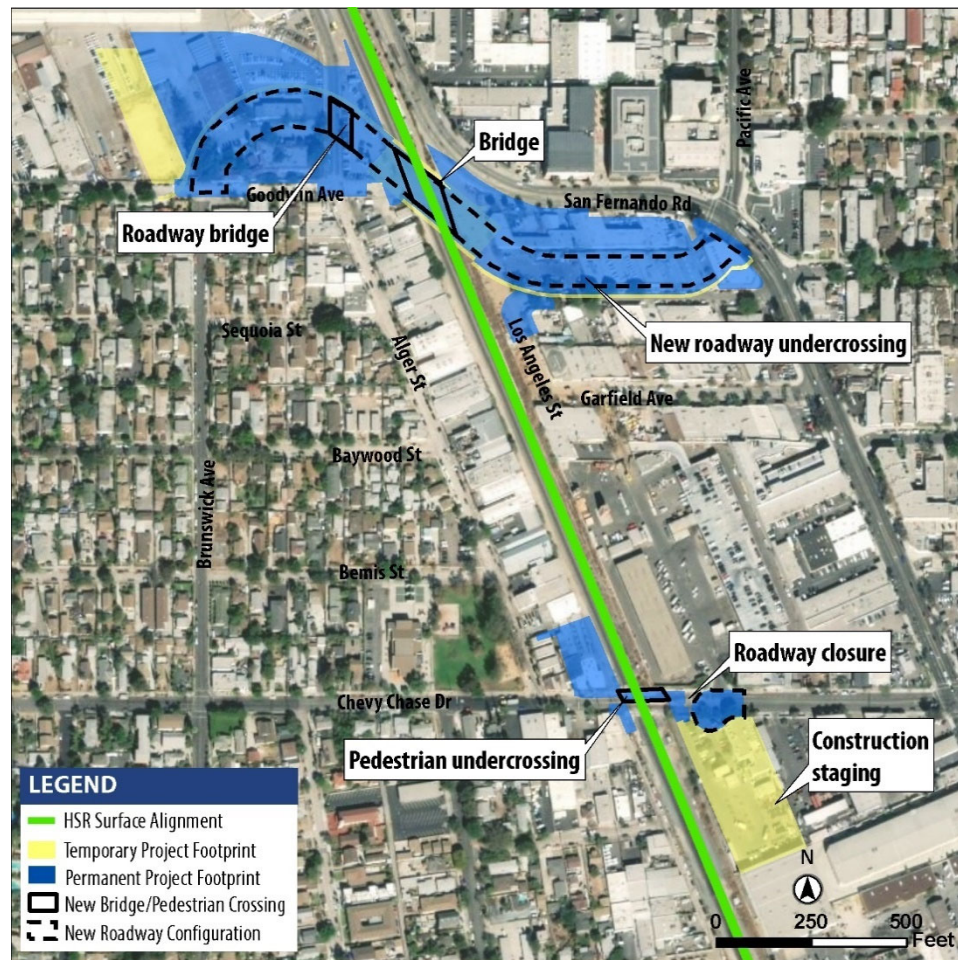 Pacific Ave
Bridge
Goodwin Ave
San Fernando Rd
Roadway bridge
New roadway undercrossing
Sequoia St
Alger St
Los Angeles St
Garfield Ave
Baywood St
Brunswick Ave
Bemis St
Roadway closure
Chevy Chase Dr
Pedestrian undercrossing
Construction
staging
LEGEND
HSR Surface Alignment
Temporary Project Footprint
Permanent Project Footprint
New Bridge/Pedestrian Crossing
New Roadway Configuration
N
0 250 500
Feet